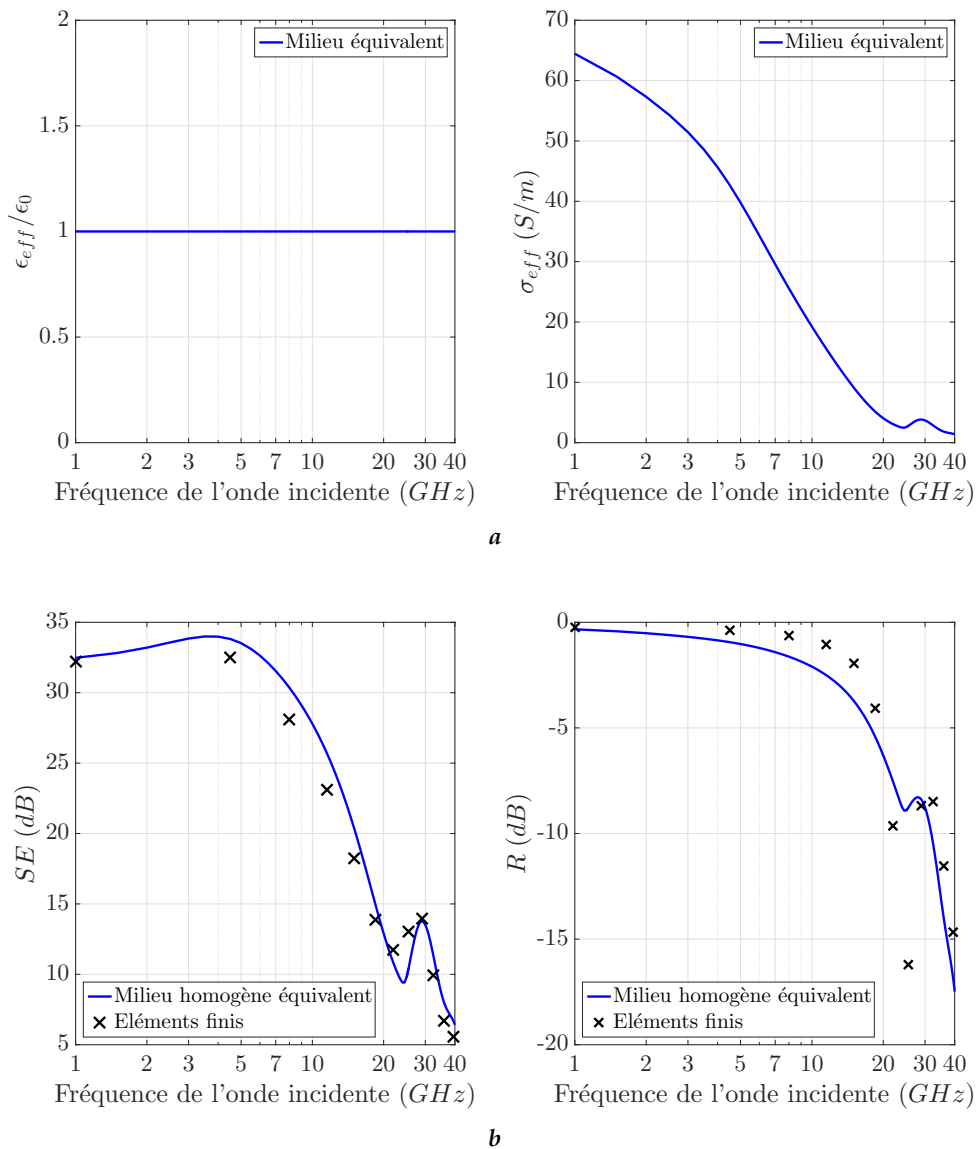 Milieu équivalent
ϵ_eff/ϵ_0
2
1.5
1
0.5
0
1 2 3 5 7 10 20 30 40
Fréquence de l'onde incidente (GHz)
Milieu équivalent
σ_eff (S/m)
70
60
50
40
30
20
10
0
1 2 3 5 7 10 20 30 40
Fréquence de l'onde incidente (GHz)
a
SE (dB)
35
30
25
33
15
10
5
Milieu homogène équivalent
Eléments finis
1 2 3 5 7 10 20 30 40
Fréquence de l'onde incidente (GHz)
R (dB)
0
-5
-10
-15
-20
Milieu homogène équivalent
Eléments finis
1 2 3 5 7 10 20 30 40
Fréquence de l'onde incidente (GHz)
b